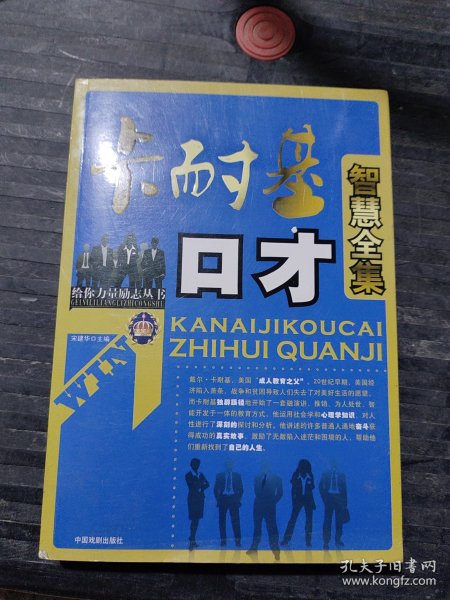 卡耐基
口才
智慧全集
给你力量励志丛书
GEINILILIANGLIZHICONGSHU
宋建华 主编
WIN
KANAIJIKOUCAI
ZHIHUI QUANJI
戴尔·卡耐基，美国“成人教育之父”。20世纪早期，美国经
济陷入萧条，战争和贫困导致人们失去了对美好生活的愿望，
而卡耐基独辟蹊径地开创了一套融演讲、推销、为人处世、智
能开发于一体的教育方式，他运用社会学和心理学知识，对人
性进行了深刻的探讨和分析。他讲述的许多普通人通地奋斗获
得成功的真实故事，激励了无数陷入迷茫和困境的人，帮助他
们重新找到了自己的人生。
中国戏剧出版社
孔夫子旧书网
www.kongfz.com